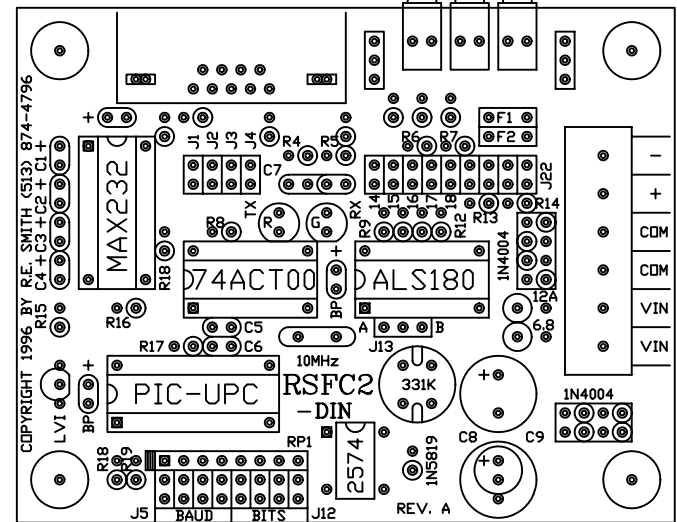 COPYRIGHT 1996 BY R.E. SMITH (513) 874-4796
+
J1
J2
J3
J4
R4
R5
R6
R7
F1
F2
C1
+
C2
+
C3
+
C4
+
MAX232
C7
J22
TX
R
G
RX
14
15
16
17
18
R13
R14
R8
R9
R12
-
+
COM
COM
VIN
VIN
R18
74ACT00
+
BP
ALS180
1N4004
12A
6.8
R15
R16
C5
C6
R17
A
B
J13
10MHz
LVI
+
BP
PIC-UPC
RSFC2
-DIN
331K
+
C8
C9
1N4004
RP1
R18
R19
2574
1N5819
+
J5
BAUD
BITS
J12
REV. A